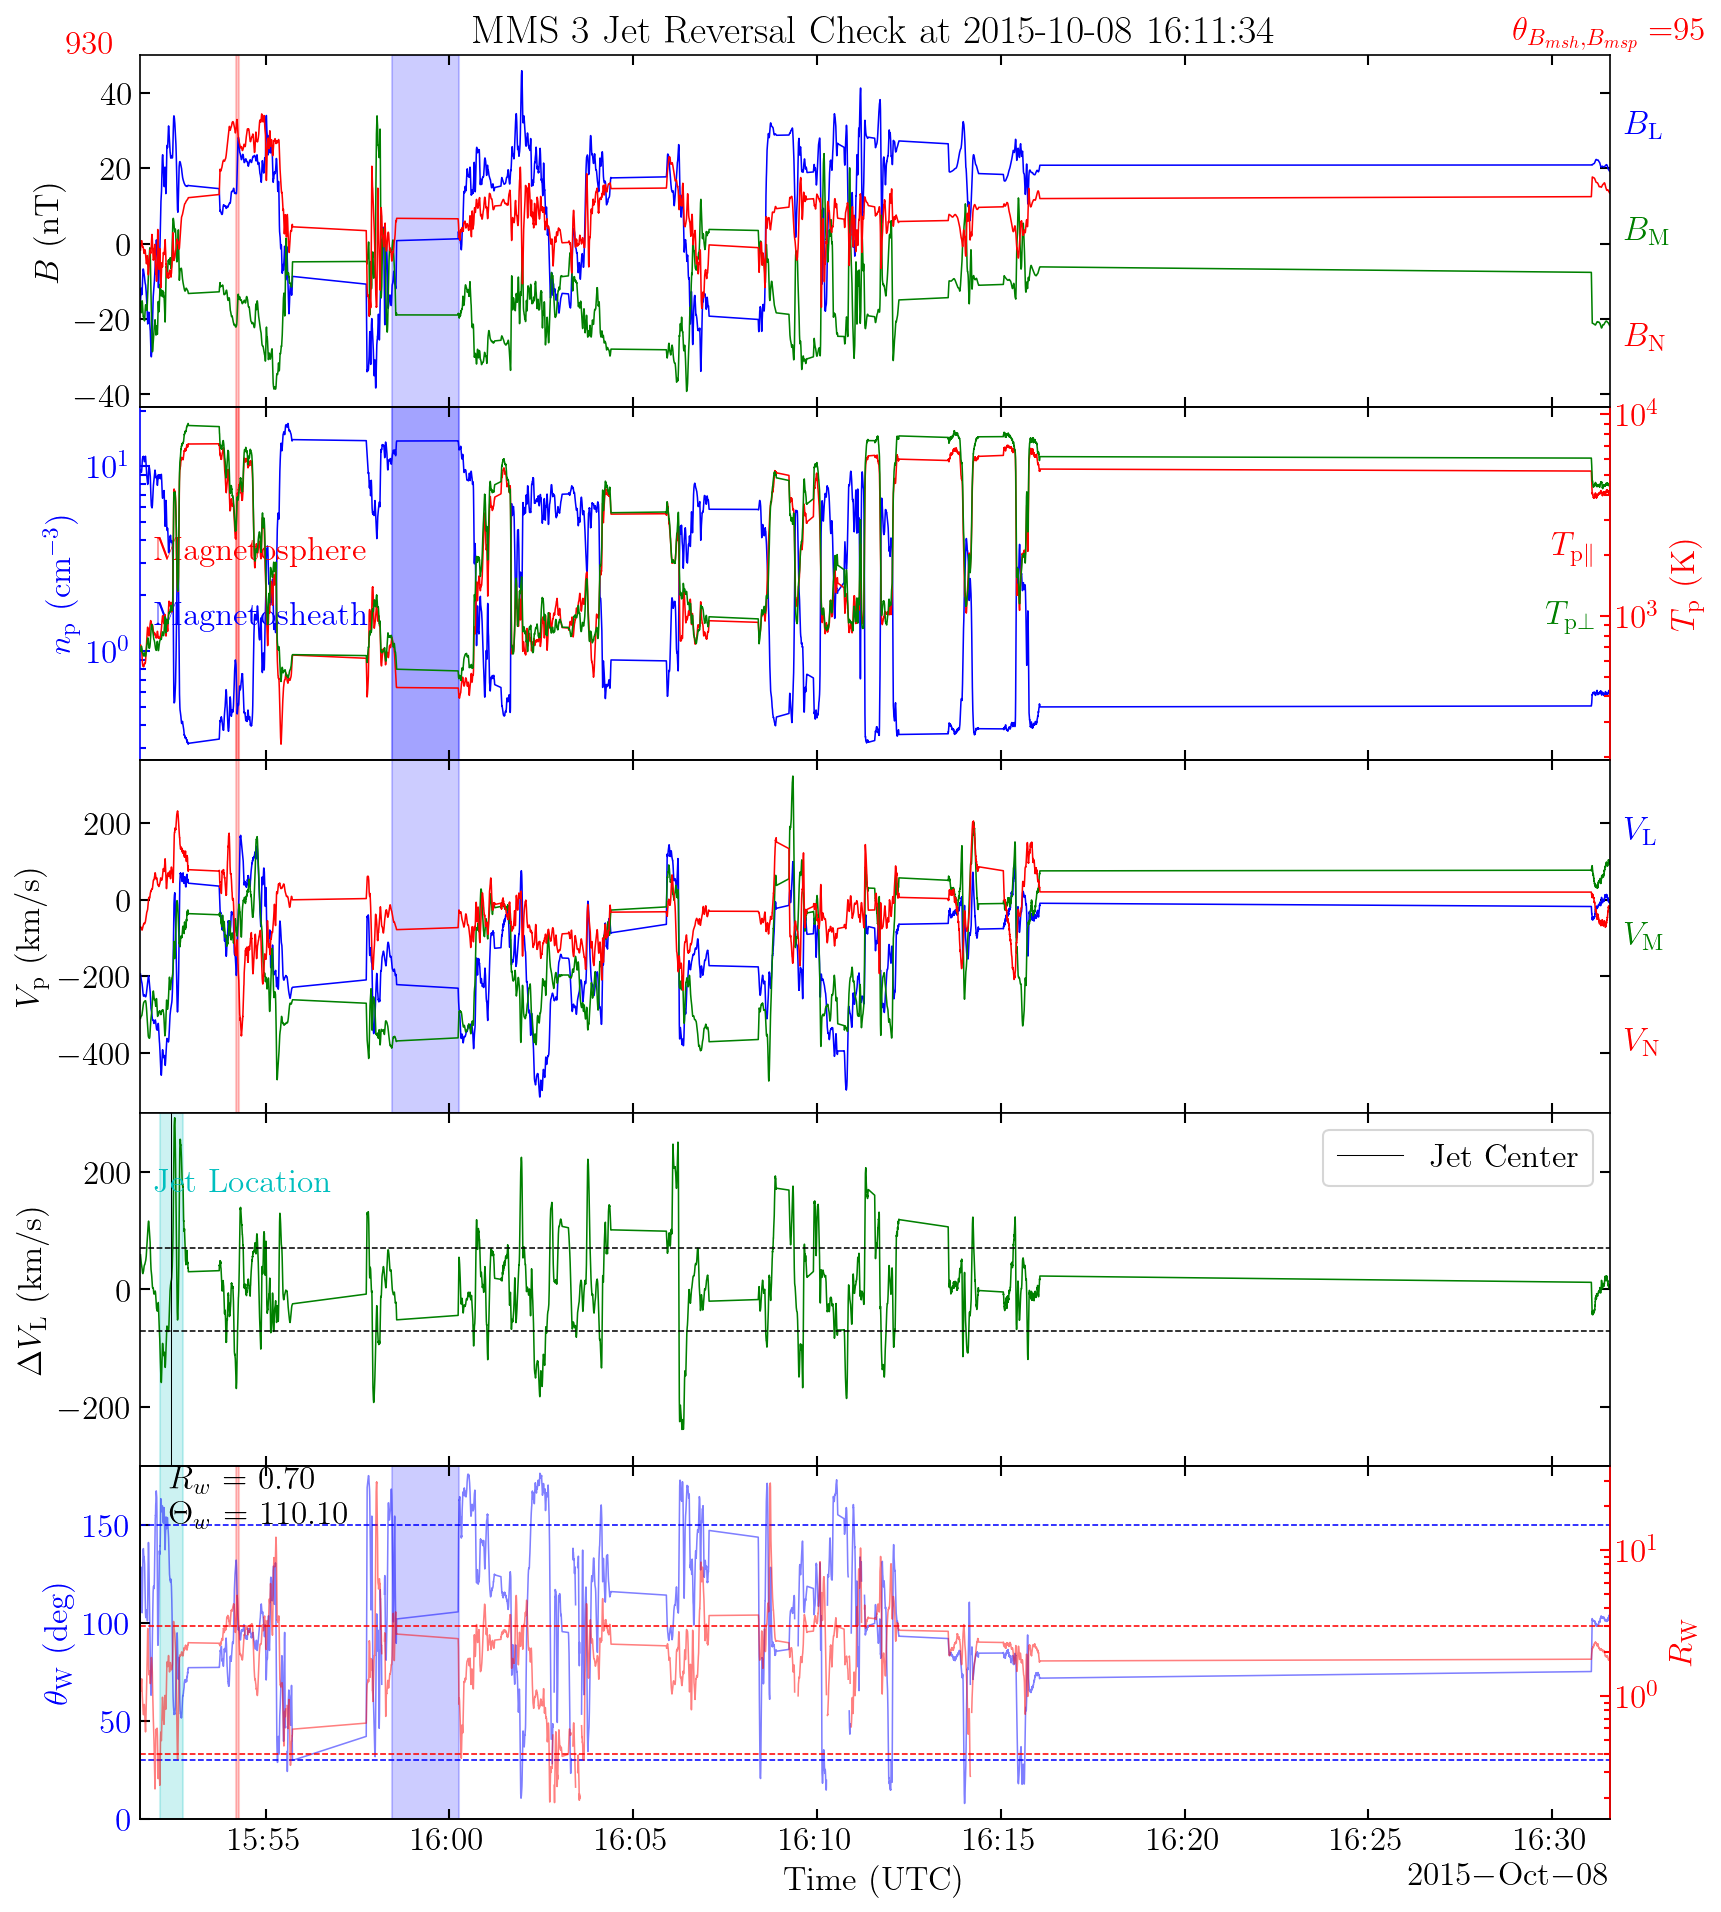 MMS 3 Jet Reversal Check at 2015-10-08 16:11:34
930
θ_{B_{msh},B_{msp}} =95
40
20
0
−20
−40
B (nT)
B_L
B_M
B_N
10^1
10^0
n_p (cm^{−3})
Magnetosphere
Magnetosheath
10^4
10^3
T_p (K)
T_{p∥}
T_{p⊥}
200
0
−200
−400
V_p (km/s)
V_L
V_M
V_N
200
0
−200
ΔV_L (km/s)
Jet Location
Jet Center
R_w = 0.70
Θ_w = 110.10
150
100
50
0
θ_W (deg)
10^1
10^0
R_W
15:55 16:00 16:05 16:10 16:15 16:20 16:25 16:30
2015−Oct−08
Time (UTC)